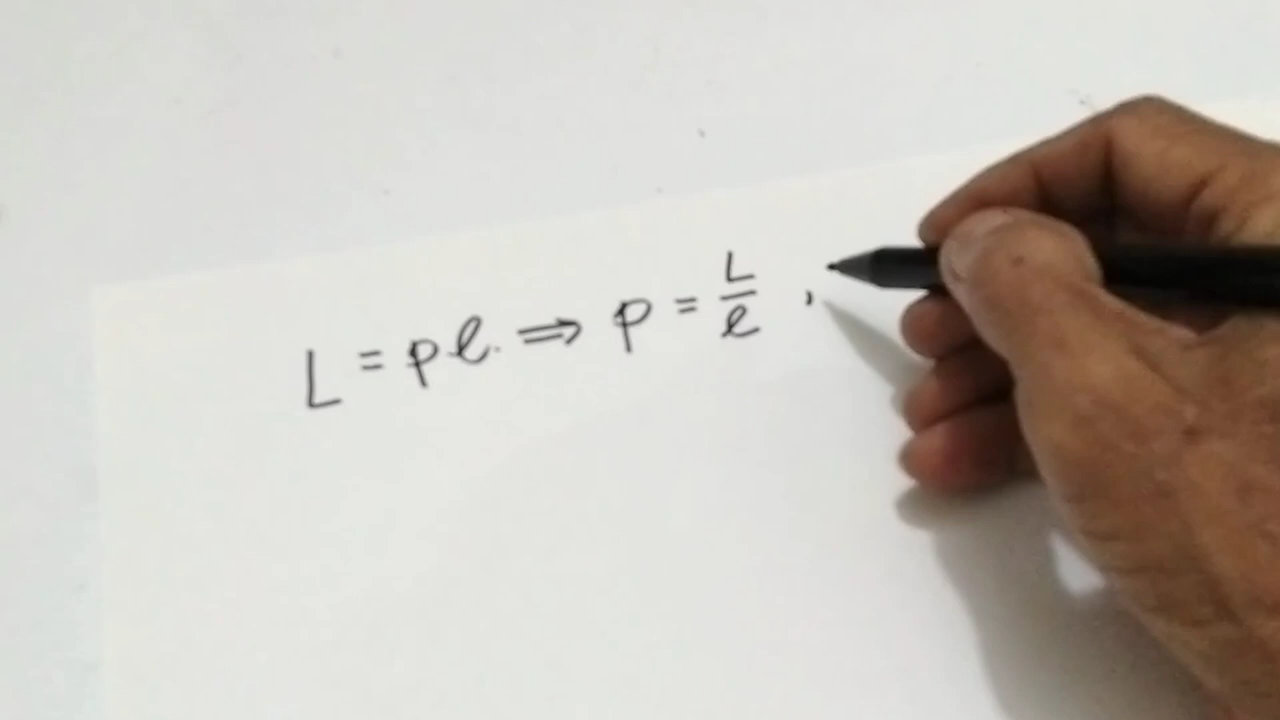 L = pℓ. ⇒ p = L/ℓ ,